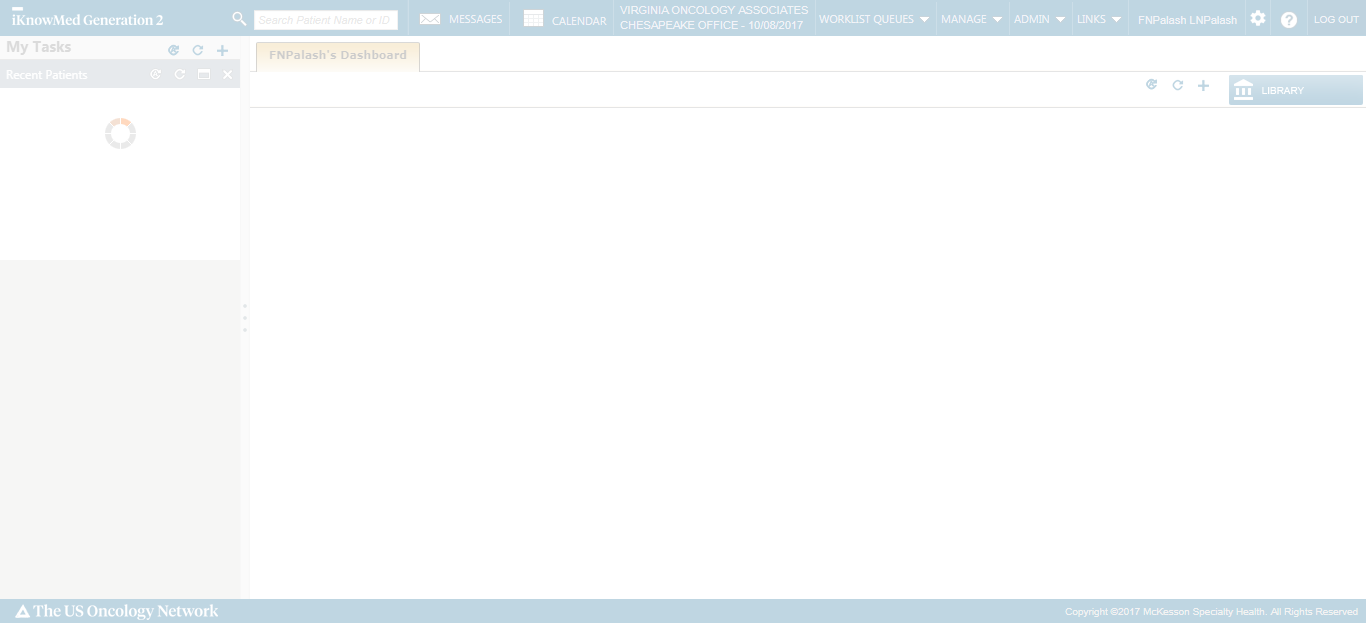 iKnowMed Generation 2
Search Patient Name or ID
MESSAGES
CALENDAR
VIRGINIA ONCOLOGY ASSOCIATES
CHESAPEAKE OFFICE - 10/08/2017
WORKLIST QUEUES
MANAGE
ADMIN
LINKS
FNPalash LNPalash
?
LOG OUT
My Tasks
FNPalash's Dashboard
Recent Patients
LIBRARY
The US Oncology Network
Copyright ©2017 McKesson Specialty Health. All Rights Reserved